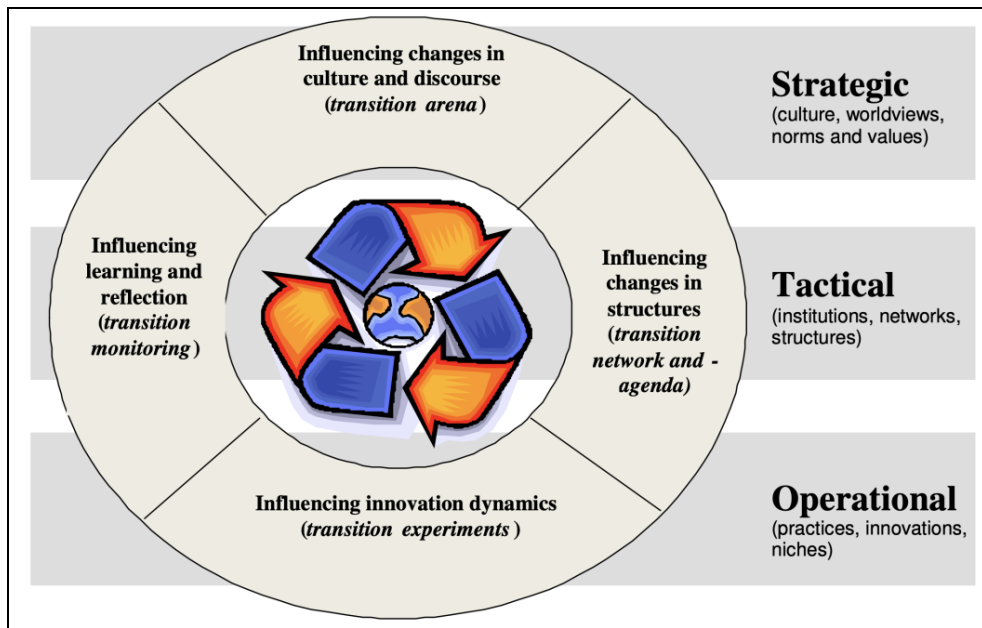 Influencing changes in
culture and discourse
(transition arena)
Strategic
(culture, worldviews,
norms and values)
Influencing
learning and
reflection
(transition
monitoring)
Influencing
changes in
structures
(transition
network and -
agenda)
Tactical
(institutions, networks,
structures)
Influencing innovation dynamics
(transition experiments)
Operational
(practices, innovations,
niches)